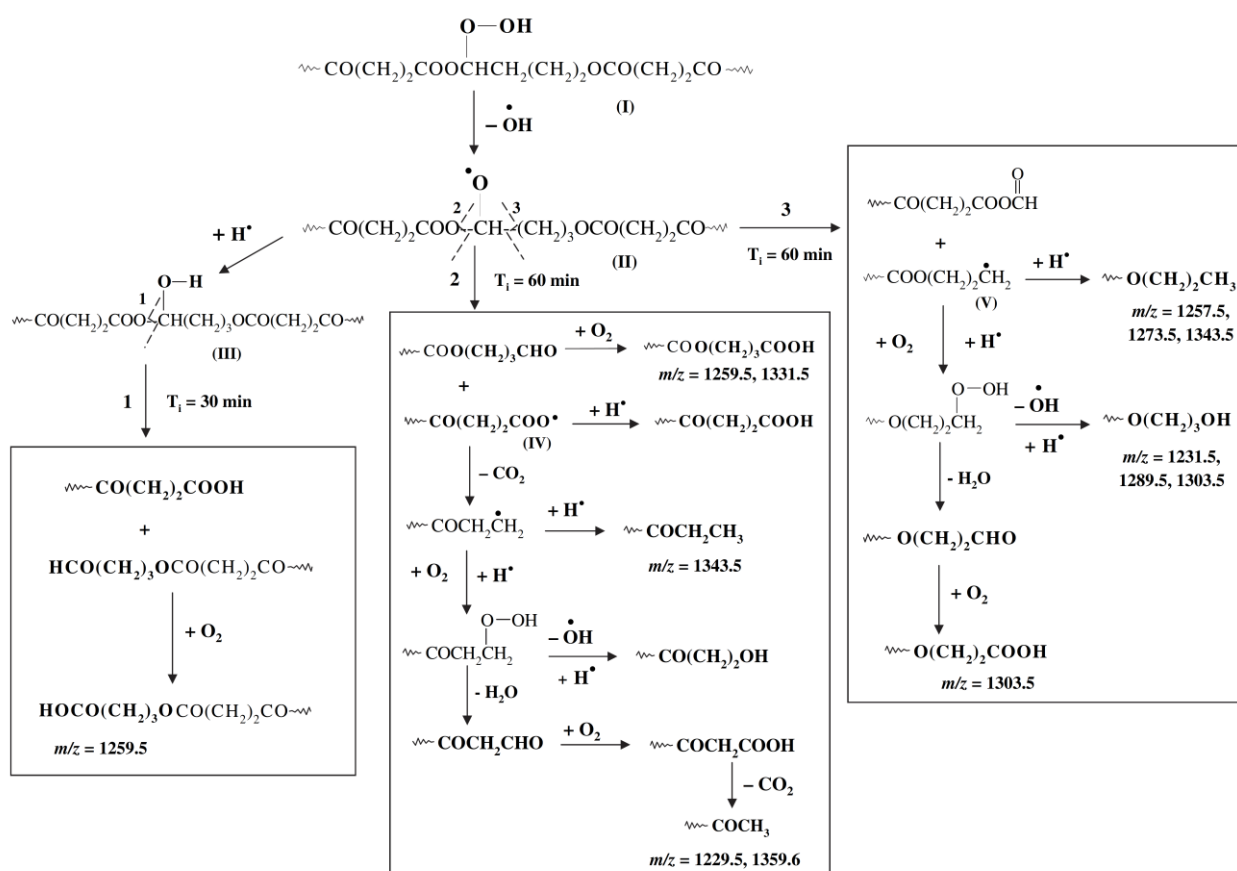 O–OH
CO(CH₂)₂COOCHCH₂(CH₂)₂OCO(CH₂)₂CO
(I)
– •OH
•O
2 3
CO(CH₂)₂COO-CH-(CH₂)₃OCO(CH₂)₂CO
(II)
+ H•
2 Tᵢ = 60 min
3
Tᵢ = 60 min
1 O–H
CO(CH₂)₂COO-CH(CH₂)₃OCO(CH₂)₂CO
(III)
1 Tᵢ = 30 min
CO(CH₂)₂COOH
+
HCO(CH₂)₃OCO(CH₂)₂CO
+ O₂
HOCO(CH₂)₃OCO(CH₂)₂CO
m/z = 1259.5
COO(CH₂)₃CHO + O₂ COO(CH₂)₃COOH
m/z = 1259.5, 1331.5
+
CO(CH₂)₂COO• + H• CO(CH₂)₂COOH
(IV)
– CO₂
COCH₂ĊH₂ + H• COCH₂CH₃
m/z = 1343.5
+ O₂ + H•
O–OH
COCH₂CH₂ – •OH + H• CO(CH₂)₂OH
- H₂O
COCH₂CHO + O₂ COCH₂COOH
– CO₂
COCH₃
m/z = 1229.5, 1359.6
O
CO(CH₂)₂COOCH
+
COO(CH₂)₂ĊH₂ + H• O(CH₂)₂CH₃
(V)
m/z = 1257.5,
1273.5, 1343.5
+ O₂ + H•
O–OH
O(CH₂)₂CH₂ – •OH + H• O(CH₂)₃OH
m/z = 1231.5,
1289.5, 1303.5
- H₂O
O(CH₂)₂CHO
+ O₂
O(CH₂)₂COOH
m/z = 1303.5